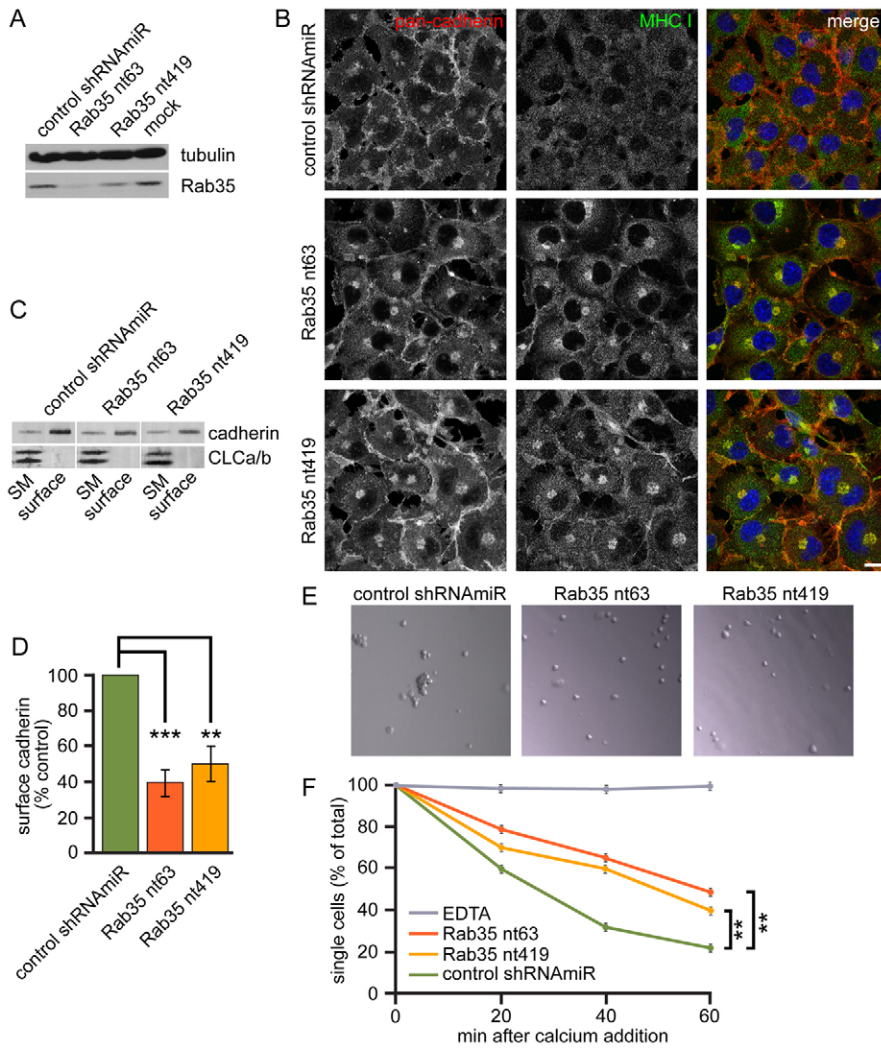 A
control shRNAmiR
Rab35 nt63
Rab35 nt419
mock
tubulin
Rab35
B
pan-cadherin
MHC I
merge
control shRNAmiR
Rab35 nt63
Rab35 nt419
C
control shRNAmiR
Rab35 nt63
Rab35 nt419
cadherin
CLCa/b
SM
surface
SM
surface
SM
surface
D
surface cadherin
(% control)
100
80
60
40
20
0
***
**
control shRNAmiR
Rab35 nt63
Rab35 nt419
E
control shRNAmiR
Rab35 nt63
Rab35 nt419
F
single cells (% of total)
100
80
60
40
20
0
EDTA
Rab35 nt63
Rab35 nt419
control shRNAmiR
**
**
0
20
40
60
min after calcium addition